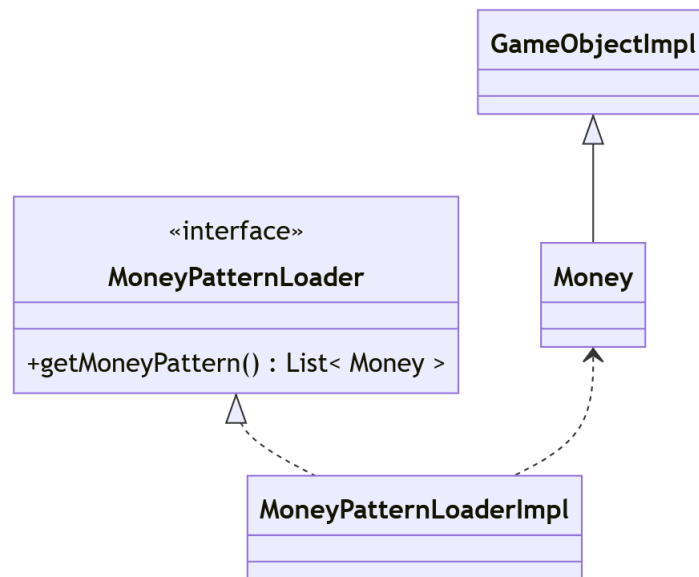 GameObjectImpl
«interface»
MoneyPatternLoader
+getMoneyPattern() : List< Money >
Money
MoneyPatternLoaderImpl